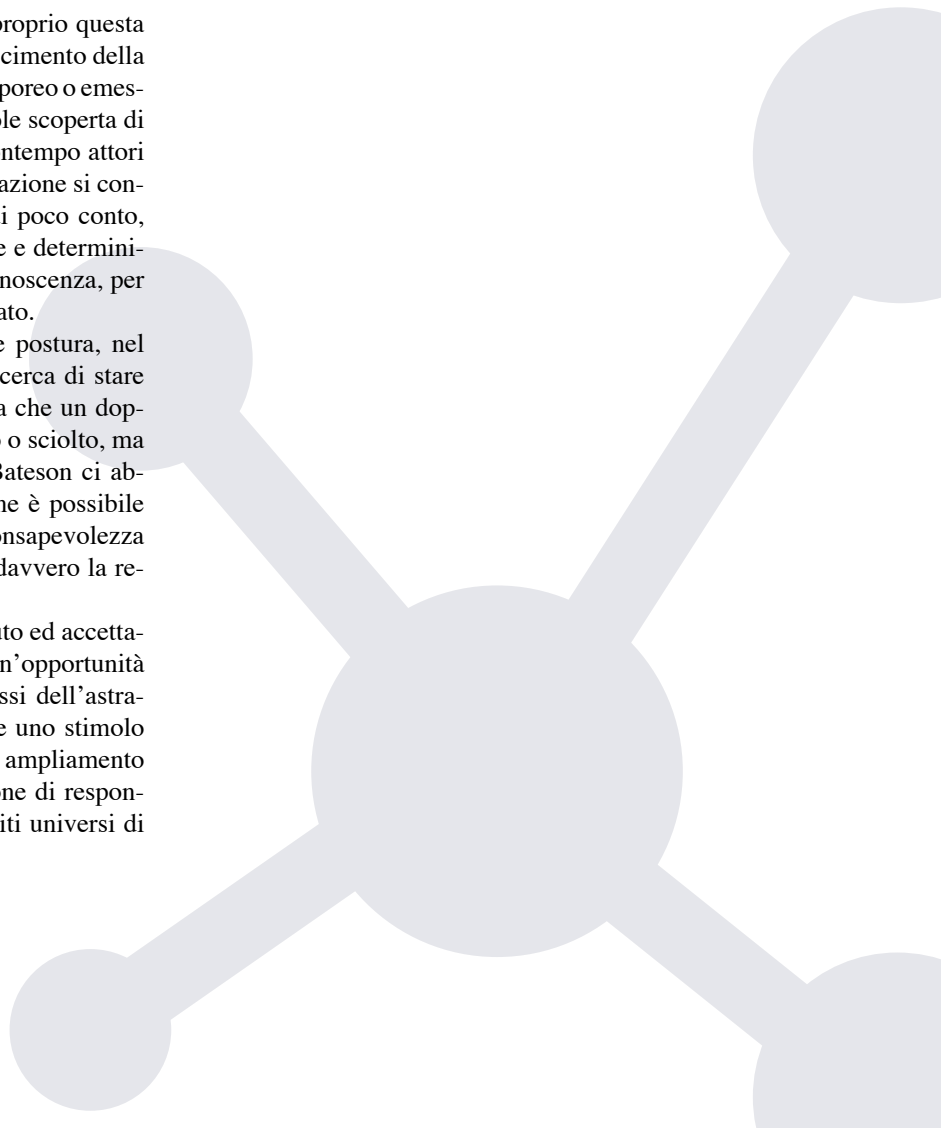 proprio questa
cimento della
poreo o emes-
le scoperta di
ntempo attori
azione si con-
i poco conto,
e e determini-
noscenza, per
ato.
e postura, nel
cerca di stare
a che un dop-
o sciolto, ma
Bateson ci ab-
ne è possibile
onsapevolezza
davvero la re-
to ed accetta-
n’opportunità
ssi dell’astra-
e uno stimolo
ampliamento
one di respon-
iti universi di